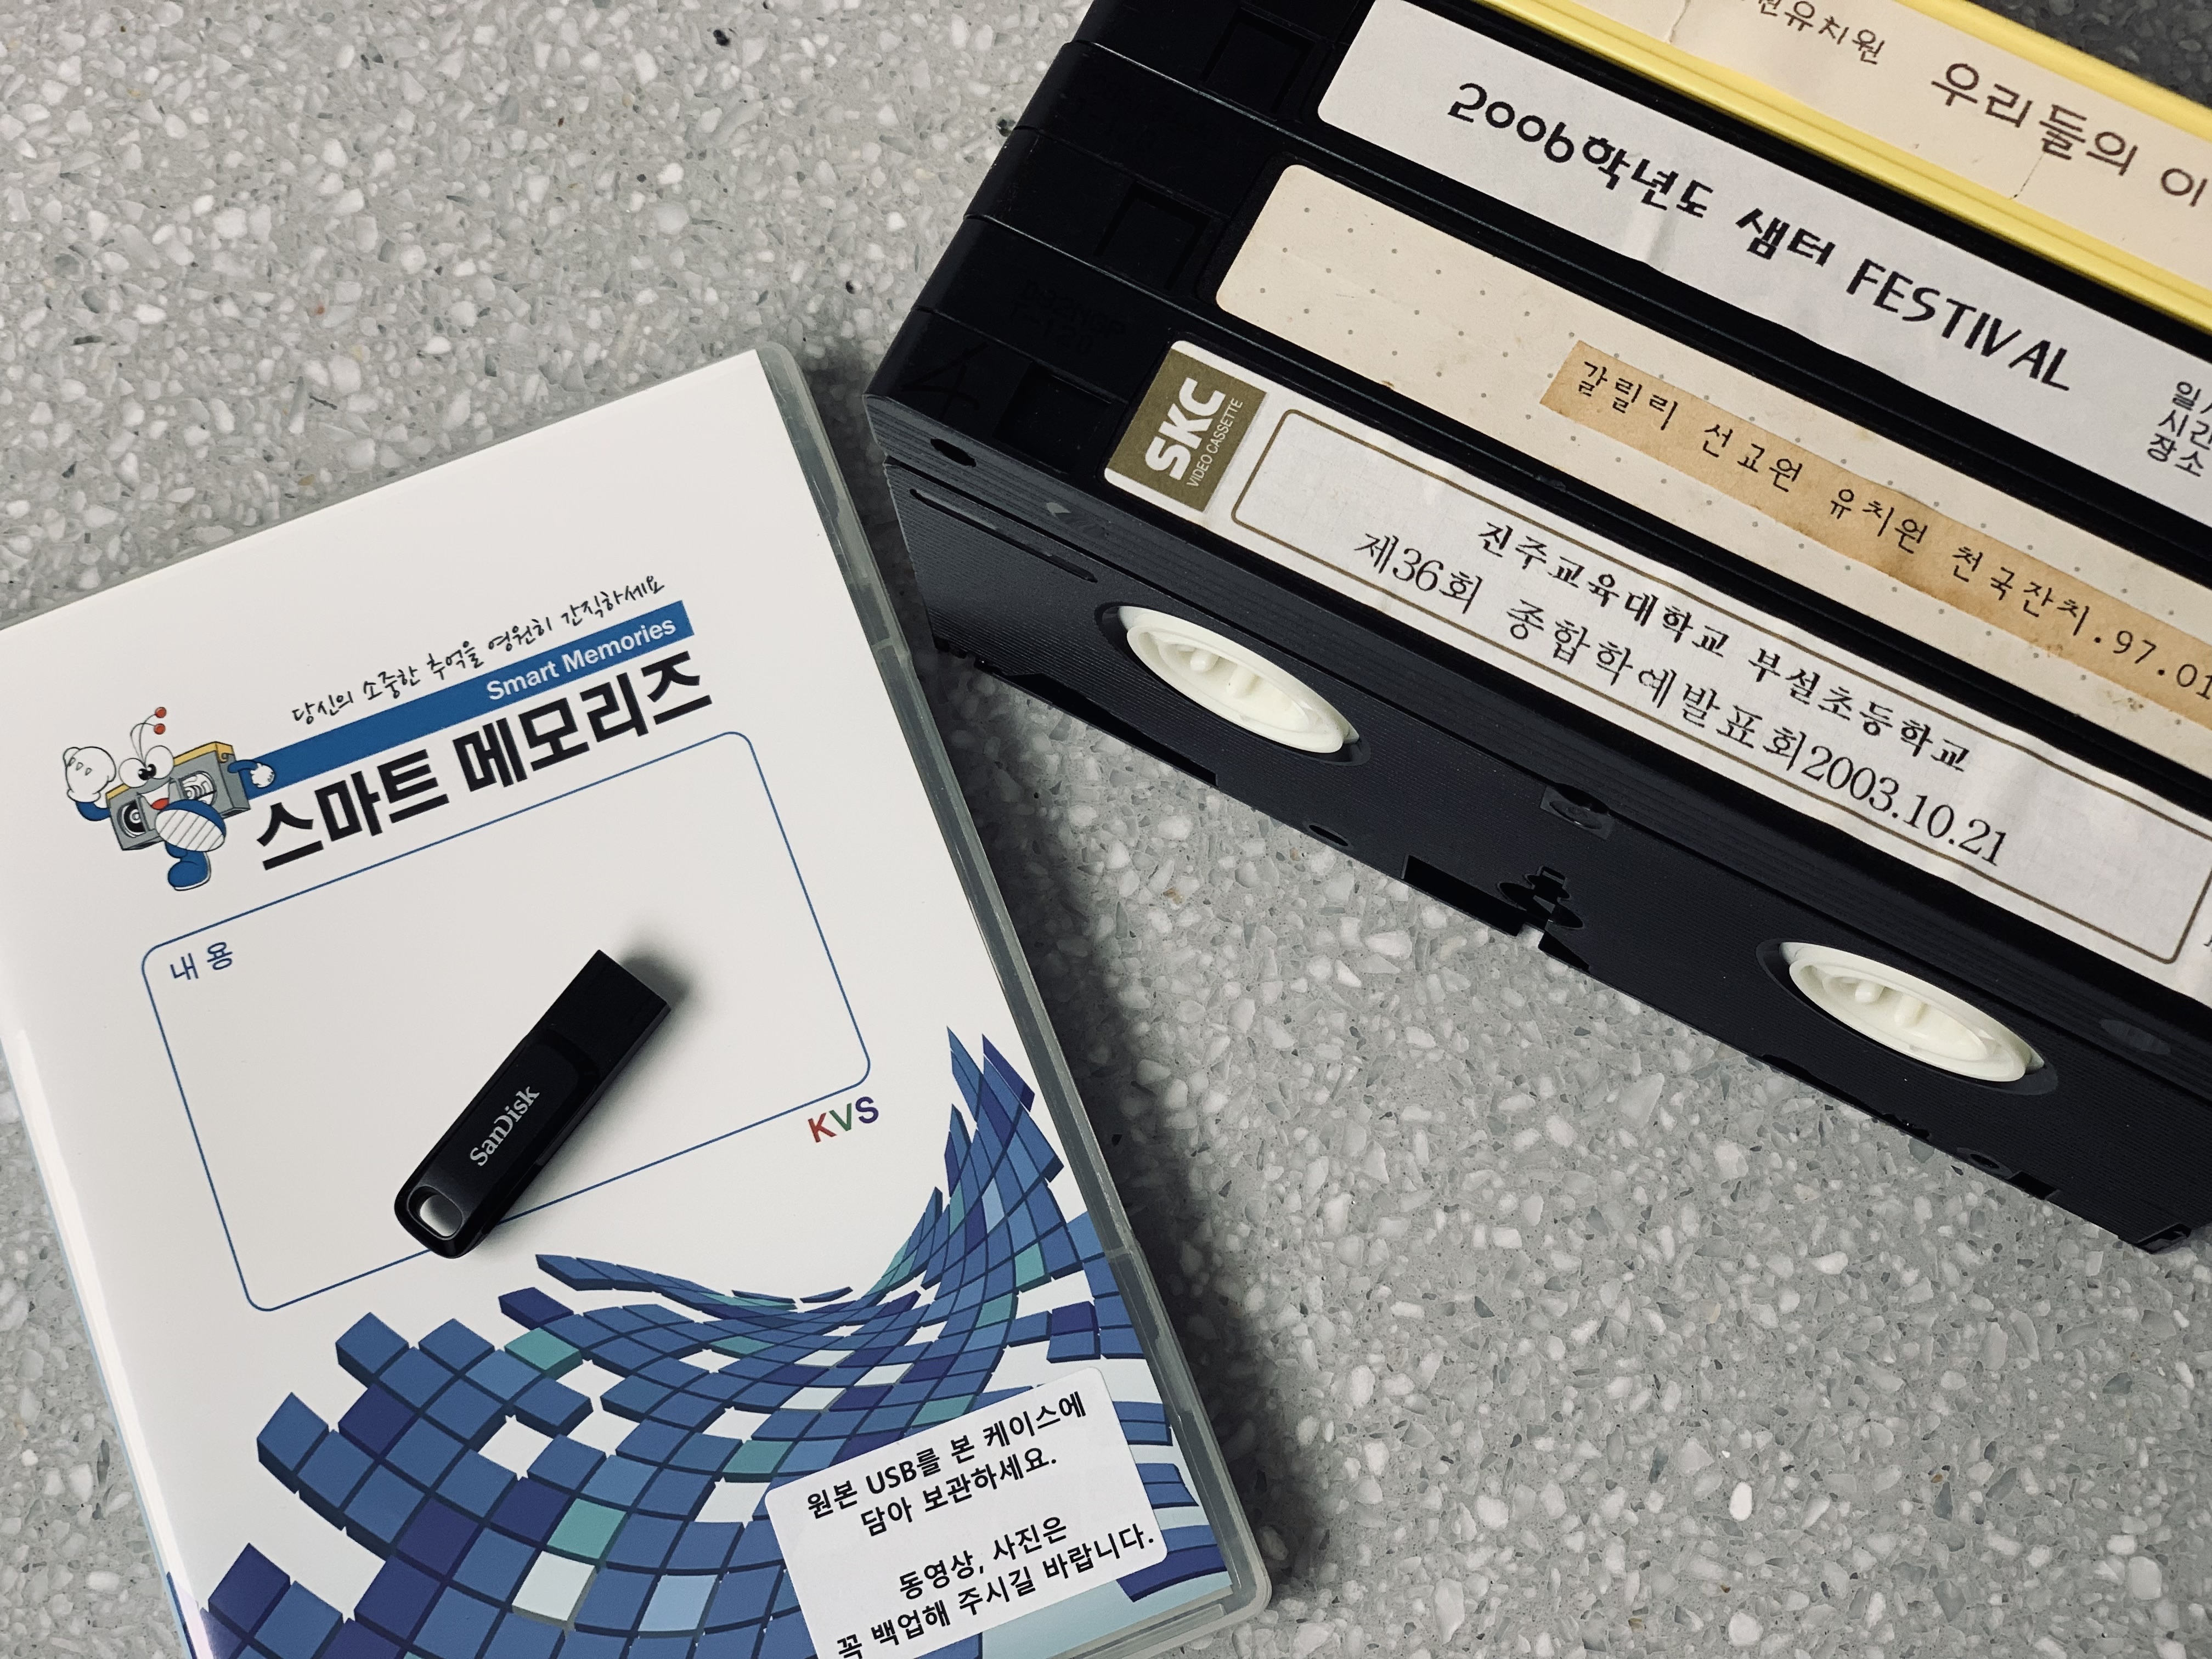 당신의 소중한 추억을 영원히 간직하세요
Smart Memories
스마트 메모리즈
내 용
SanDisk
KVS
원본 USB를 본 케이스에
담아 보관하세요.
동영상, 사진은
꼭 백업해 주시길 바랍니다.
우리들의 이
2006학년도 샘터 FESTIVAL
시간
장소
갈릴리 선교원 유치원 천국잔치.97.01
SKC
VIDEO CASSETTE
진주교육대학교 부설초등학교
제36회 종합학예발표회2003.10.21